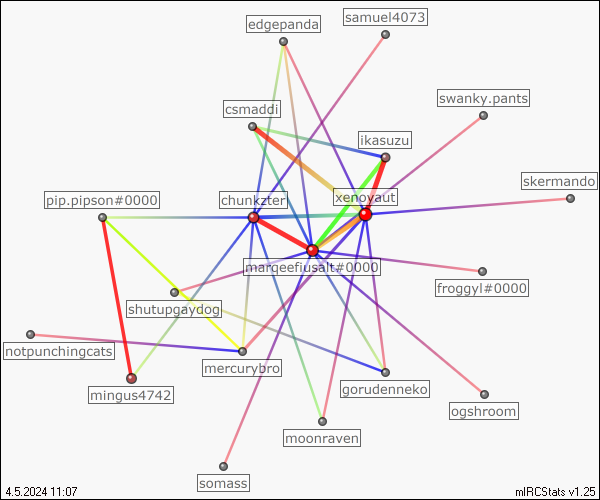 samuel4073
edgepanda
swanky.pants
csmaddi
ikasuzu
skermando
pip.pipson#0000
chunkzter
xenoyaut
marqeefiusalt#0000
froggyl#0000
shutupgaydog
notpunchingcats
mercurybro
gorudenneko
mingus4742
ogshroom
moonraven
somass
4.5.2024 11:07
mIRCStats v1.25